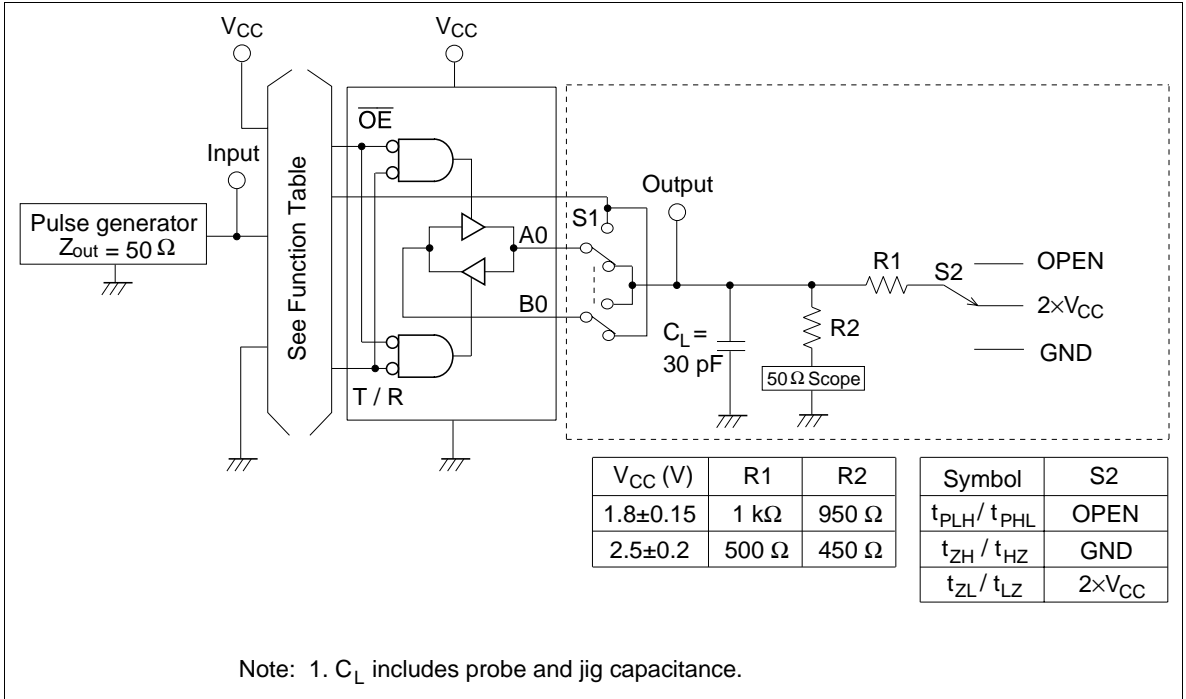 VCC
VCC
OE
Input
See Function Table
Output
Pulse generator
Zout = 50 Ω
S1
A0
B0
T / R
R1
S2
OPEN
2×VCC
GND
CL =
30 pF
R2
50 Ω Scope
VCC (V) R1 R2
1.8±0.15 1 kΩ 950 Ω
2.5±0.2 500 Ω 450 Ω
Symbol S2
tPLH / tPHL OPEN
tZH / tHZ GND
tZL / tLZ 2×VCC
Note: 1. CL includes probe and jig capacitance.